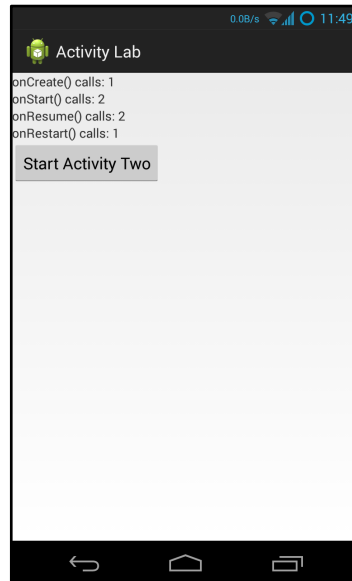 0.0B/s 11:49
Activity Lab
onCreate() calls: 1
onStart() calls: 2
onResume() calls: 2
onRestart() calls: 1
Start Activity Two